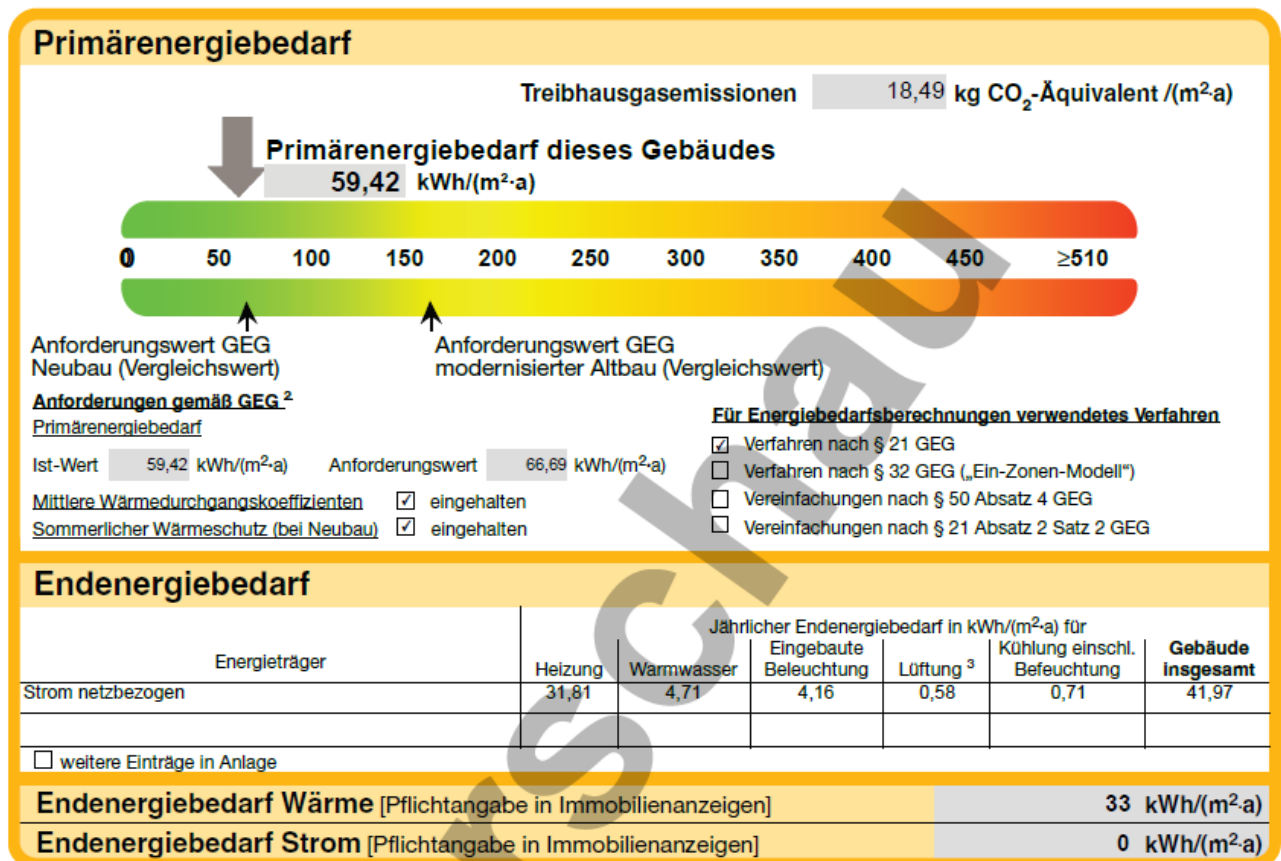 Primärenergiebedarf
Treibhausgasemissionen 18,49 kg CO₂-Äquivalent /(m²·a)
Primärenergiebedarf dieses Gebäudes
59,42 kWh/(m²·a)
0 50 100 150 200 250 300 350 400 450 ≥510
Anforderungswert GEG
Neubau (Vergleichswert)
Anforderungswert GEG
modernisierter Altbau (Vergleichswert)
Anforderungen gemäß GEG ²
Primärenergiebedarf
Ist-Wert 59,42 kWh/(m²·a) Anforderungswert 66,69 kWh/(m²·a)
Mittlere Wärmedurchgangskoeffizienten ☑ eingehalten
Sommerlicher Wärmeschutz (bei Neubau) ☑ eingehalten
Für Energiebedarfsberechnungen verwendetes Verfahren
☑ Verfahren nach § 21 GEG
☐ Verfahren nach § 32 GEG („Ein-Zonen-Modell“)
☐ Vereinfachungen nach § 50 Absatz 4 GEG
☐ Vereinfachungen nach § 21 Absatz 2 Satz 2 GEG
Endenergiebedarf
Jährlicher Endenergiebedarf in kWh/(m²·a) für
Energieträger Heizung Warmwasser Eingebaute Beleuchtung Lüftung ³ Kühlung einschl. Befeuchtung Gebäude insgesamt
Strom netzbezogen 31,81 4,71 4,16 0,58 0,71 41,97
☐ weitere Einträge in Anlage
Endenergiebedarf Wärme [Pflichtangabe in Immobilienanzeigen] 33 kWh/(m²·a)
Endenergiebedarf Strom [Pflichtangabe in Immobilienanzeigen] 0 kWh/(m²·a)
rschau